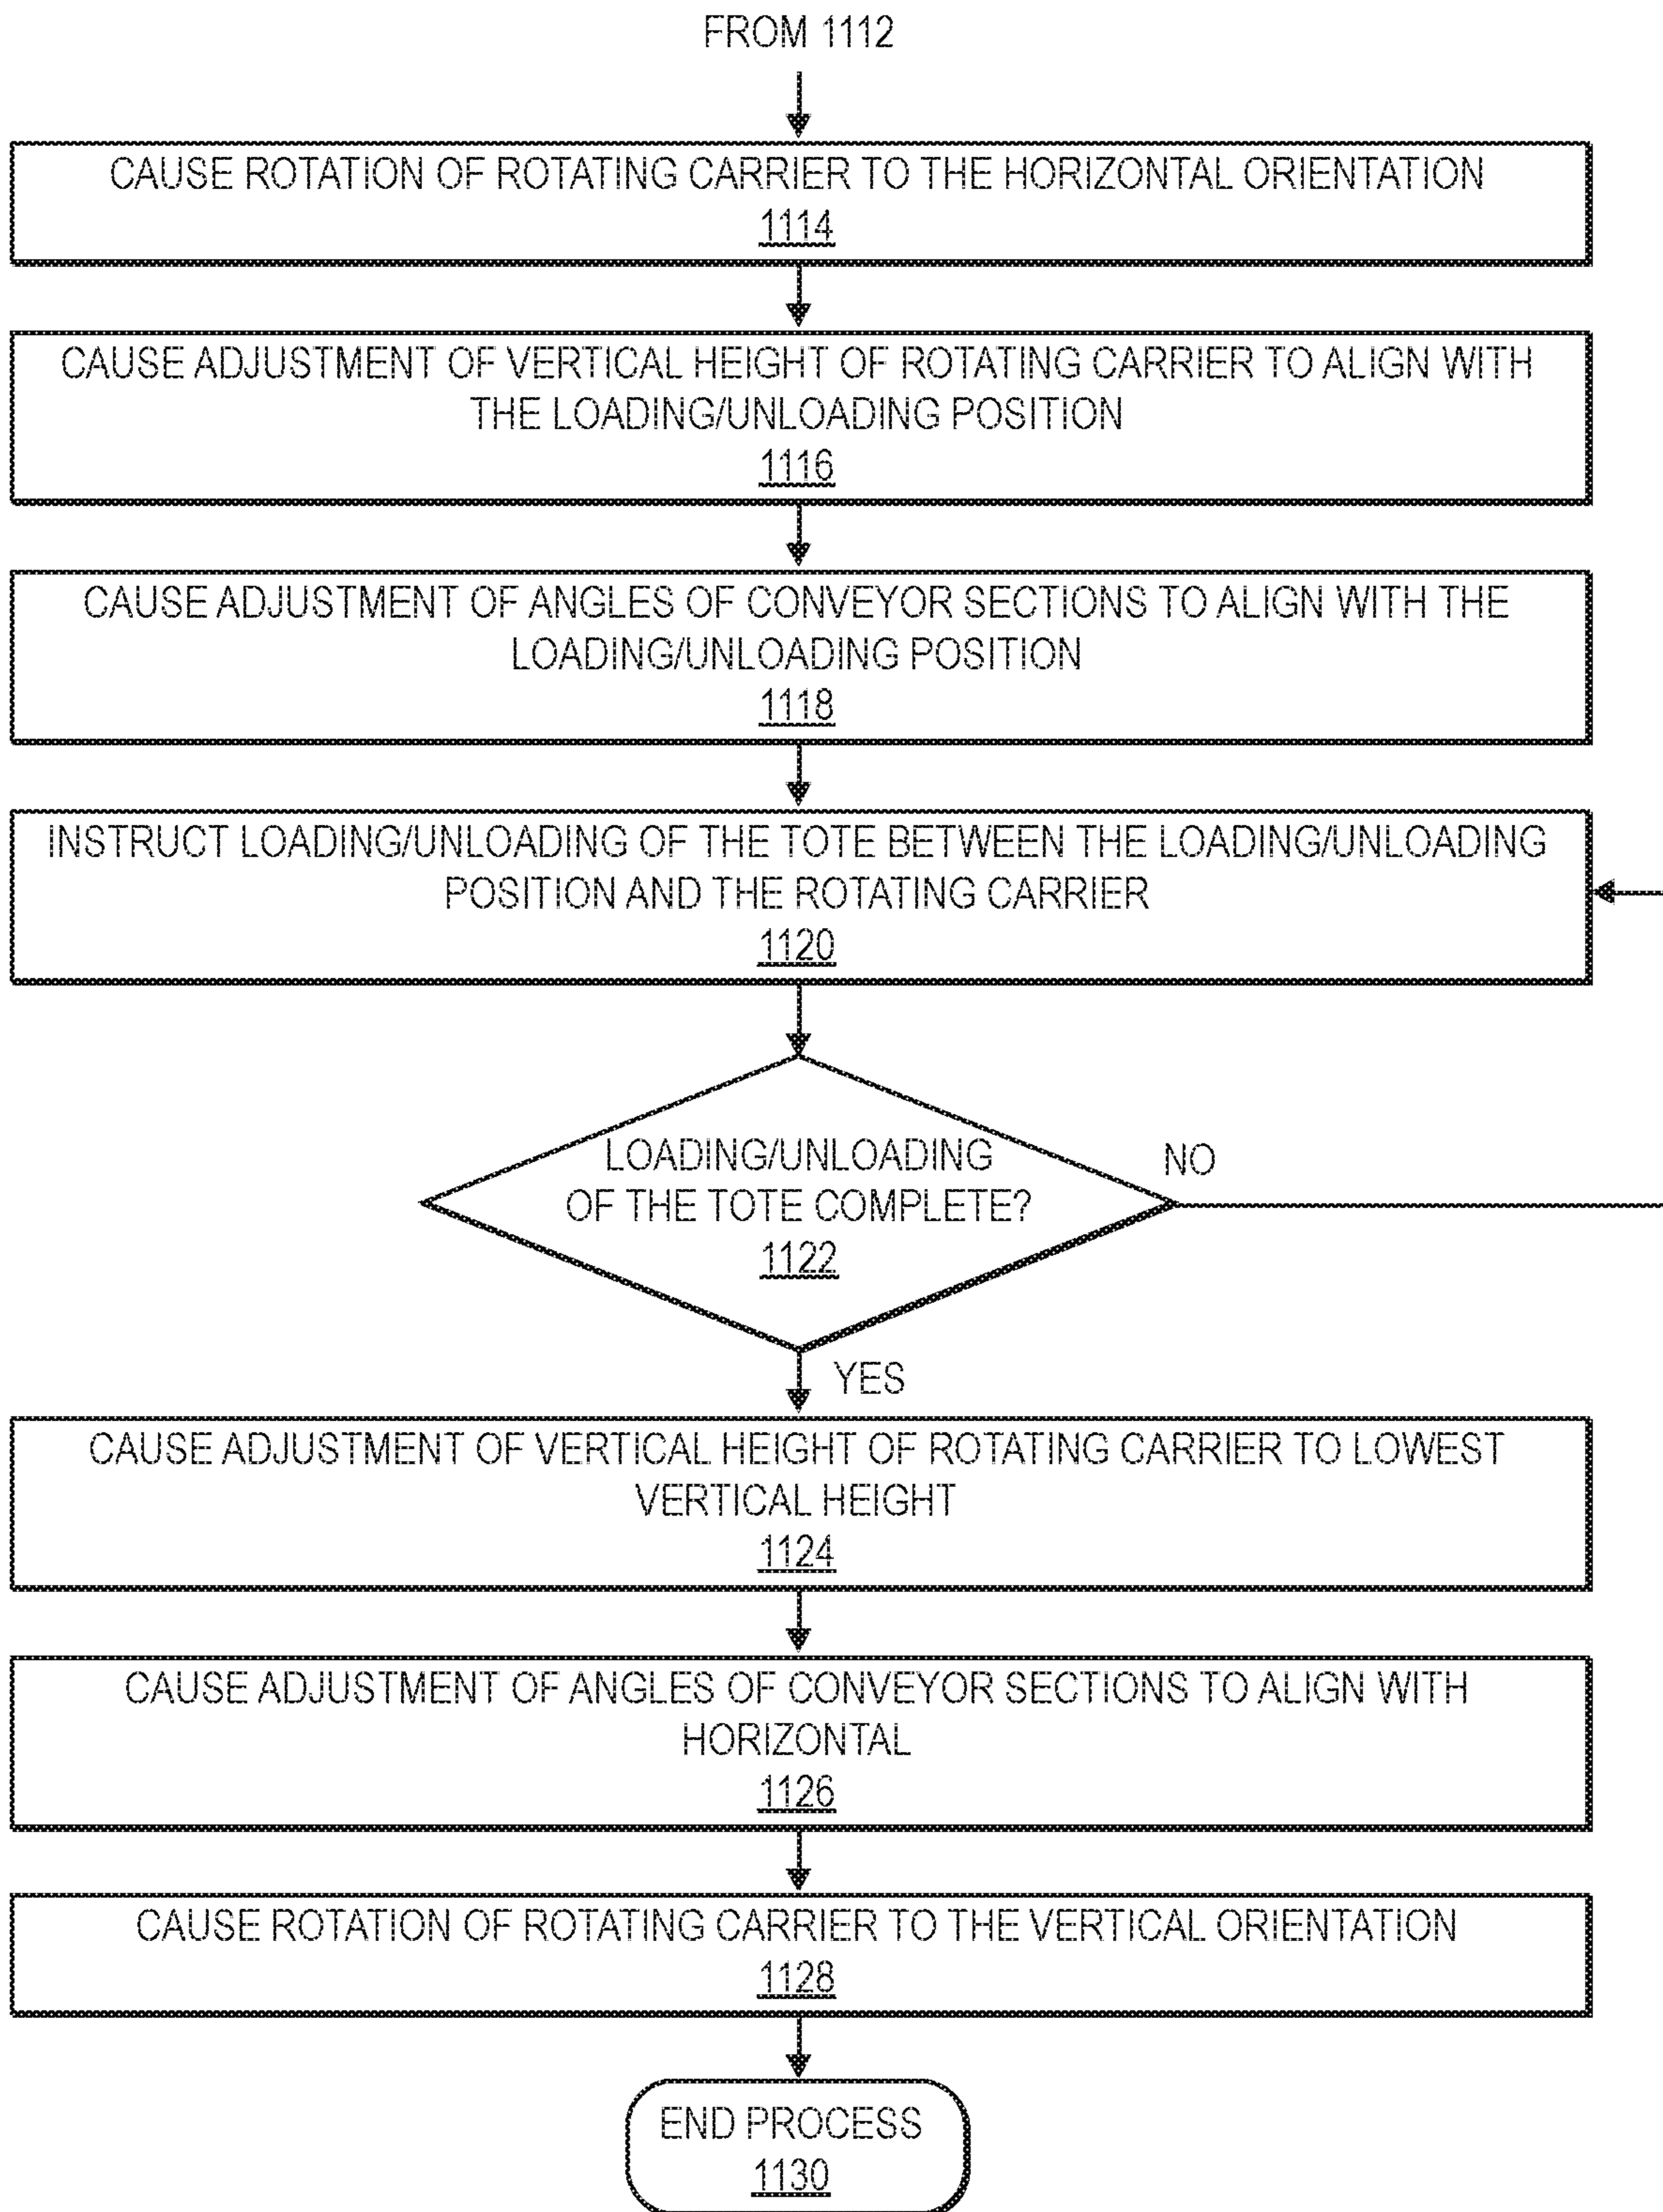 FROM 1112
CAUSE ROTATION OF ROTATING CARRIER TO THE HORIZONTAL ORIENTATION
1114
CAUSE ADJUSTMENT OF VERTICAL HEIGHT OF ROTATING CARRIER TO ALIGN WITH
THE LOADING/UNLOADING POSITION
1116
CAUSE ADJUSTMENT OF ANGLES OF CONVEYOR SECTIONS TO ALIGN WITH THE
LOADING/UNLOADING POSITION
1118
INSTRUCT LOADING/UNLOADING OF THE TOTE BETWEEN THE LOADING/UNLOADING
POSITION AND THE ROTATING CARRIER
1120
LOADING/UNLOADING
OF THE TOTE COMPLETE?
1122
NO
YES
CAUSE ADJUSTMENT OF VERTICAL HEIGHT OF ROTATING CARRIER TO LOWEST
VERTICAL HEIGHT
1124
CAUSE ADJUSTMENT OF ANGLES OF CONVEYOR SECTIONS TO ALIGN WITH
HORIZONTAL
1126
CAUSE ROTATION OF ROTATING CARRIER TO THE VERTICAL ORIENTATION
1128
END PROCESS
1130